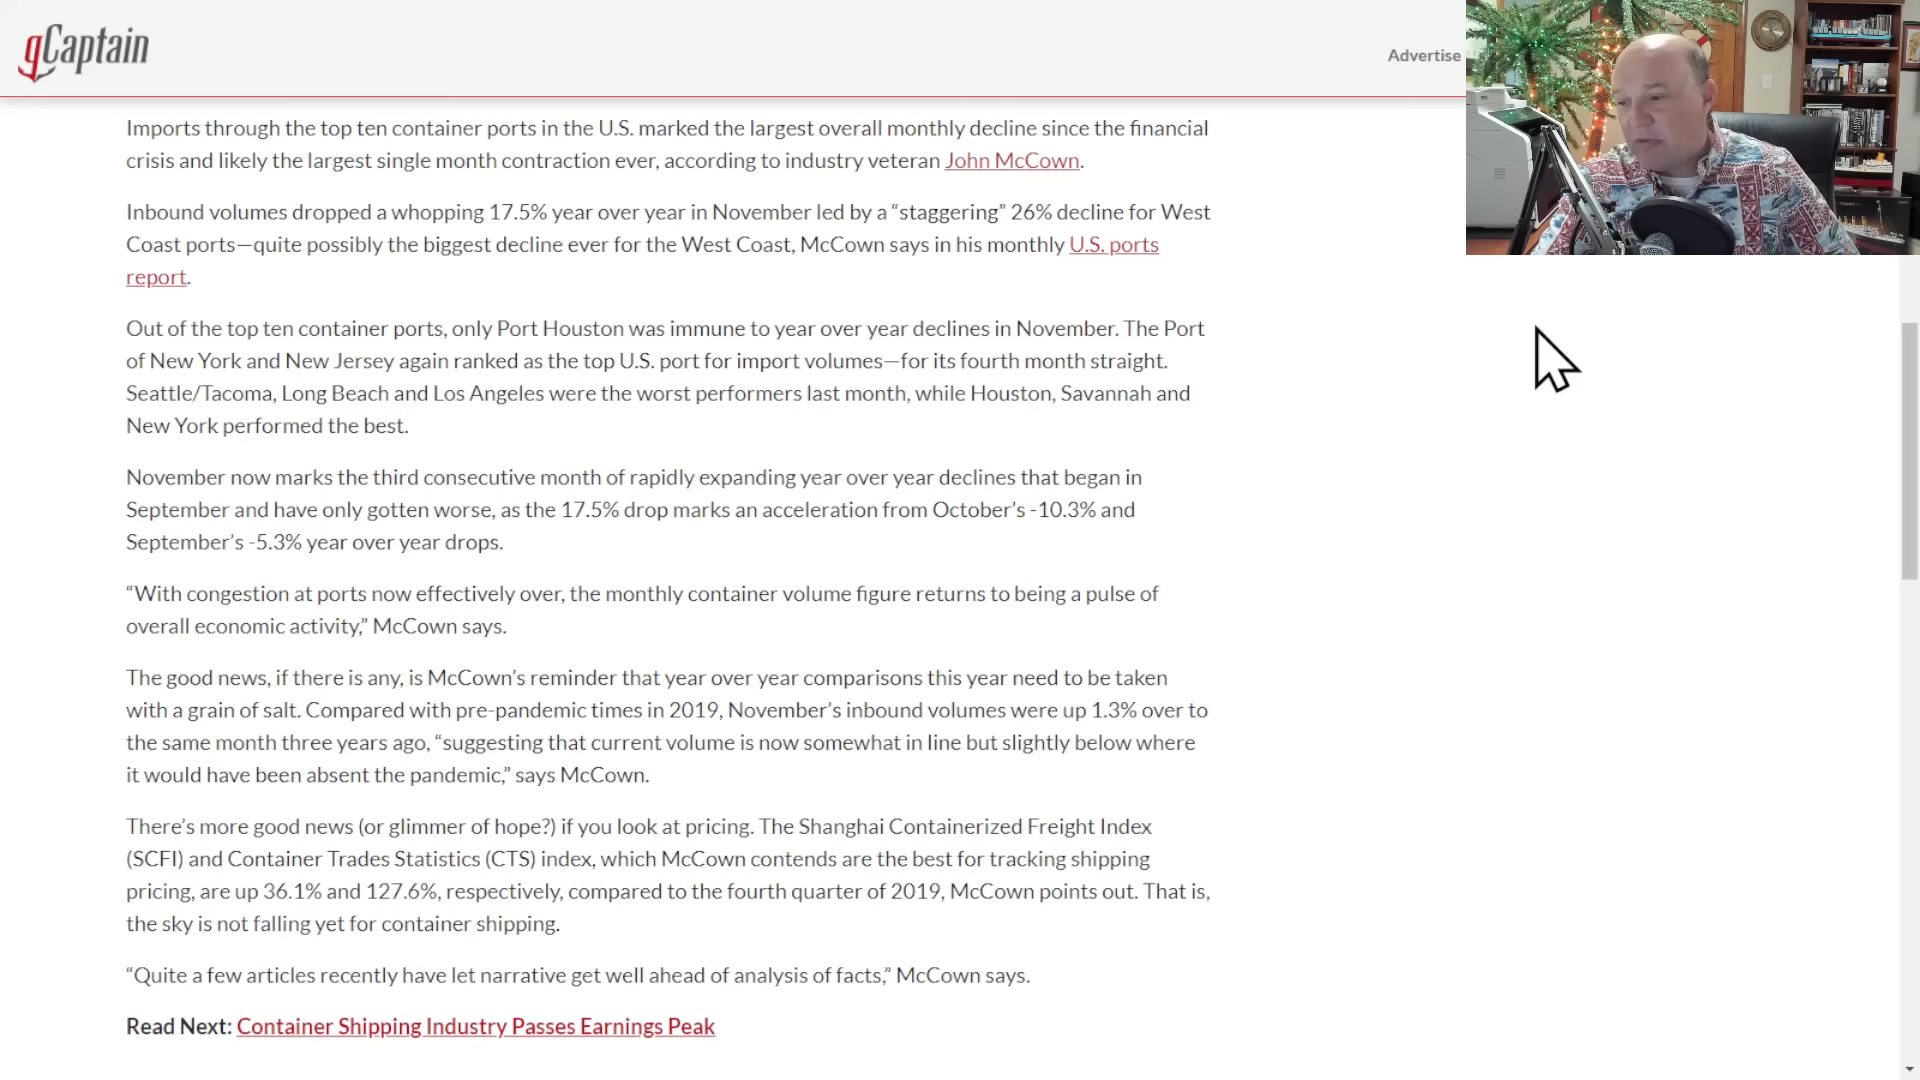 gCaptain
Advertise
Imports through the top ten container ports in the U.S. marked the largest overall monthly decline since the financial
crisis and likely the largest single month contraction ever, according to industry veteran John McCown.
Inbound volumes dropped a whopping 17.5% year over year in November led by a “staggering” 26% decline for West
Coast ports—quite possibly the biggest decline ever for the West Coast, McCown says in his monthly U.S. ports
report.
Out of the top ten container ports, only Port Houston was immune to year over year declines in November. The Port
of New York and New Jersey again ranked as the top U.S. port for import volumes—for its fourth month straight.
Seattle/Tacoma, Long Beach and Los Angeles were the worst performers last month, while Houston, Savannah and
New York performed the best.
November now marks the third consecutive month of rapidly expanding year over year declines that began in
September and have only gotten worse, as the 17.5% drop marks an acceleration from October’s -10.3% and
September’s -5.3% year over year drops.
“With congestion at ports now effectively over, the monthly container volume figure returns to being a pulse of
overall economic activity,” McCown says.
The good news, if there is any, is McCown’s reminder that year over year comparisons this year need to be taken
with a grain of salt. Compared with pre-pandemic times in 2019, November’s inbound volumes were up 1.3% over to
the same month three years ago, “suggesting that current volume is now somewhat in line but slightly below where
it would have been absent the pandemic,” says McCown.
There’s more good news (or glimmer of hope?) if you look at pricing. The Shanghai Containerized Freight Index
(SCFI) and Container Trades Statistics (CTS) index, which McCown contends are the best for tracking shipping
pricing, are up 36.1% and 127.6%, respectively, compared to the fourth quarter of 2019, McCown points out. That is,
the sky is not falling yet for container shipping.
“Quite a few articles recently have let narrative get well ahead of analysis of facts,” McCown says.
Read Next: Container Shipping Industry Passes Earnings Peak